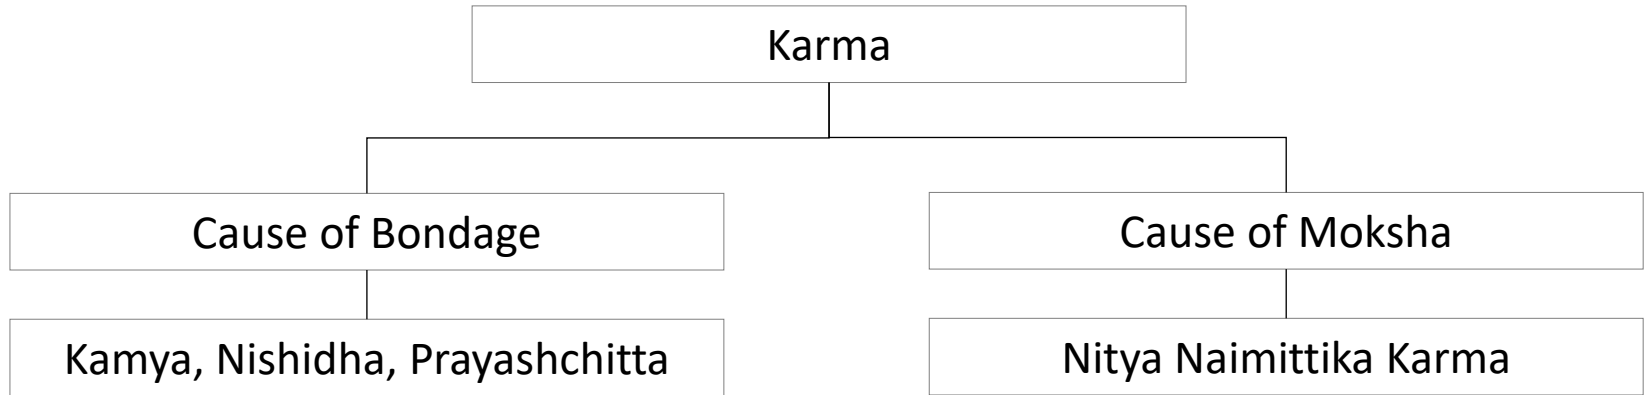 Karma
Cause of Bondage
Cause of Moksha
Kamya, Nishidha, Prayashchitta
Nitya Naimittika Karma